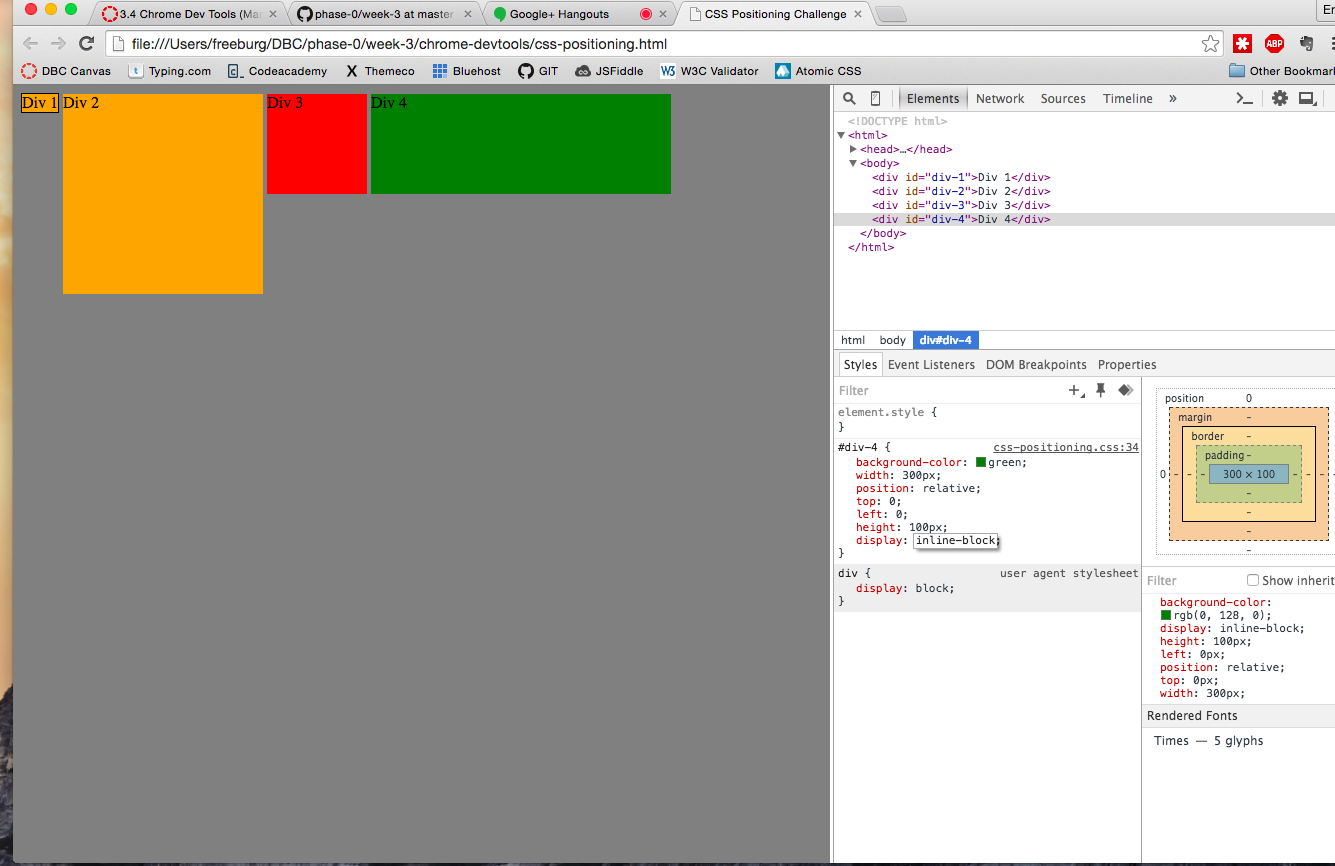 3.4 Chrome Dev Tools (Ma
phase-0/week-3 at master
Google+ Hangouts
CSS Positioning Challenge
Er
file:///Users/freeburg/DBC/phase-0/week-3/chrome-devtools/css-positioning.html
ABP
DBC Canvas
t Typing.com
c_ Codeacademy
X Themeco
Bluehost
GIT
JSFiddle
W3 W3C Validator
Atomic CSS
Other Bookmar
Div 1
Div 2
Div 3
Div 4
Elements Network Sources Timeline »
<!DOCTYPE html>
<html>
<head>…</head>
<body>
<div id="div-1">Div 1</div>
<div id="div-2">Div 2</div>
<div id="div-3">Div 3</div>
<div id="div-4">Div 4</div>
</body>
</html>
html body div#div-4
Styles Event Listeners DOM Breakpoints Properties
Filter
element.style {
}
#div-4 { css-positioning.css:34
background-color: green;
width: 300px;
position: relative;
top: 0;
left: 0;
height: 100px;
display: inline-block;
}
div { user agent stylesheet
display: block;
}
position 0
margin -
border -
padding -
0 - - - 300 × 100 - - -
-
-
-
-
Filter Show inherit
background-color:
rgb(0, 128, 0);
display: inline-block;
height: 100px;
left: 0px;
position: relative;
top: 0px;
width: 300px;
Rendered Fonts
Times — 5 glyphs